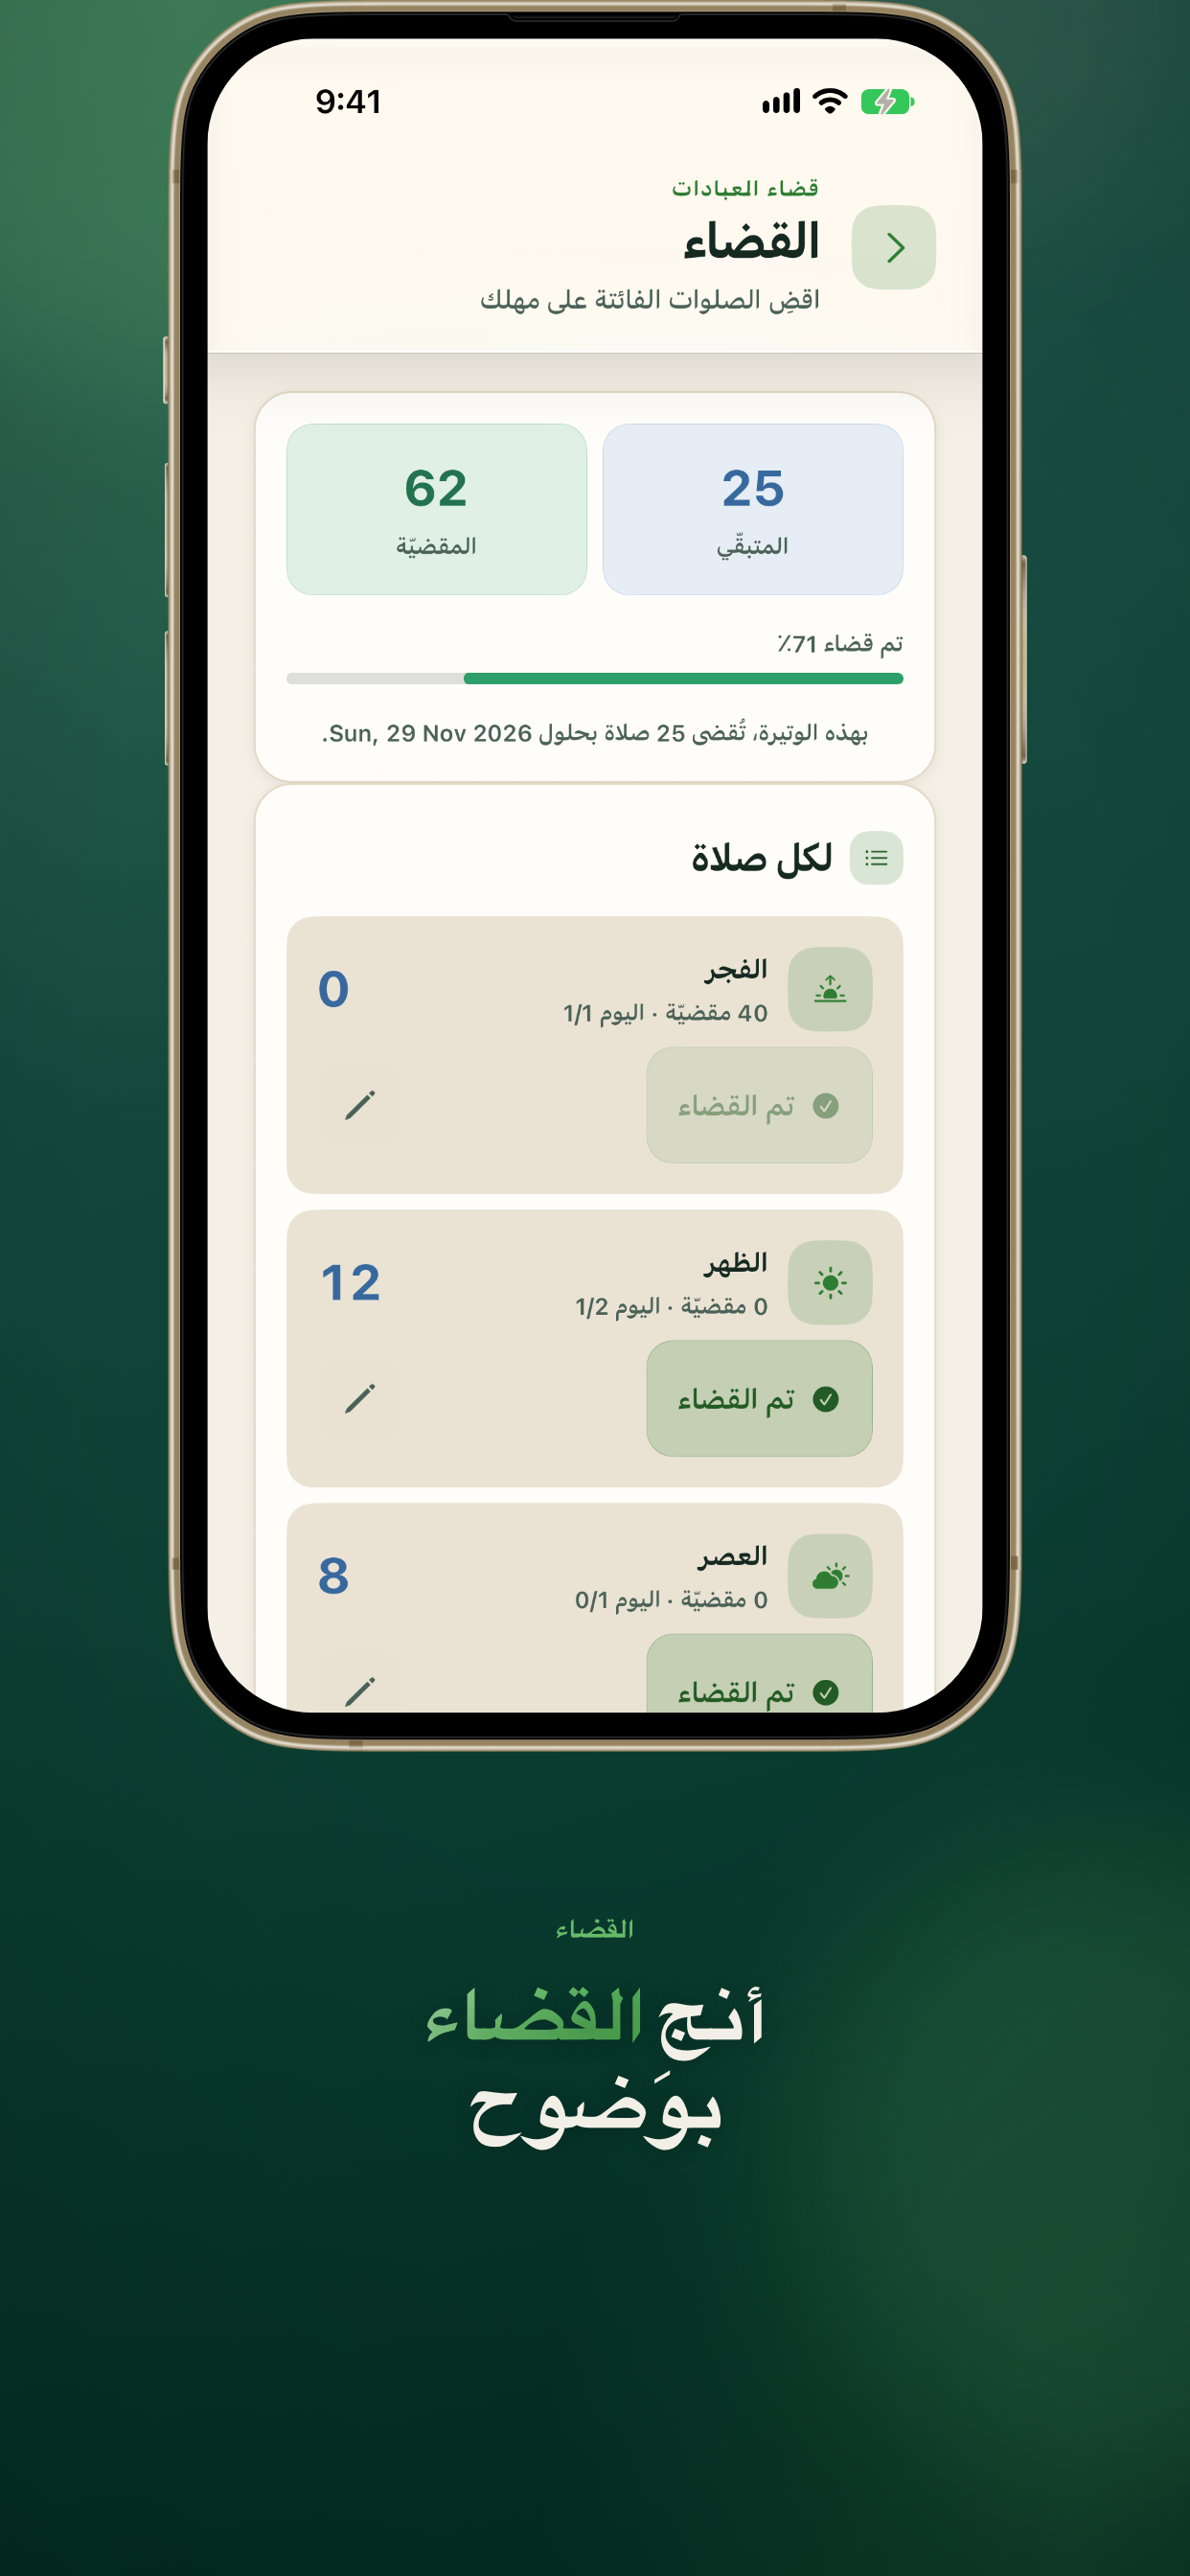 9:41
قضاء العبادات
القضاء
اقضِ الصلوات الفائتة على مهلك
25
المتبقّي
62
المقضيّة
تم قضاء 71٪
بهذه الوتيرة، تُقضى 25 صلاة بحلول Sun, 29 Nov 2026.
لكل صلاة
الفجر
40 مقضيّة · اليوم 1/1
0
تم القضاء
الظهر
0 مقضيّة · اليوم 1/2
12
تم القضاء
العصر
0 مقضيّة · اليوم 0/1
8
تم القضاء
القضاء
أنجِ القضاء
بوَضوح